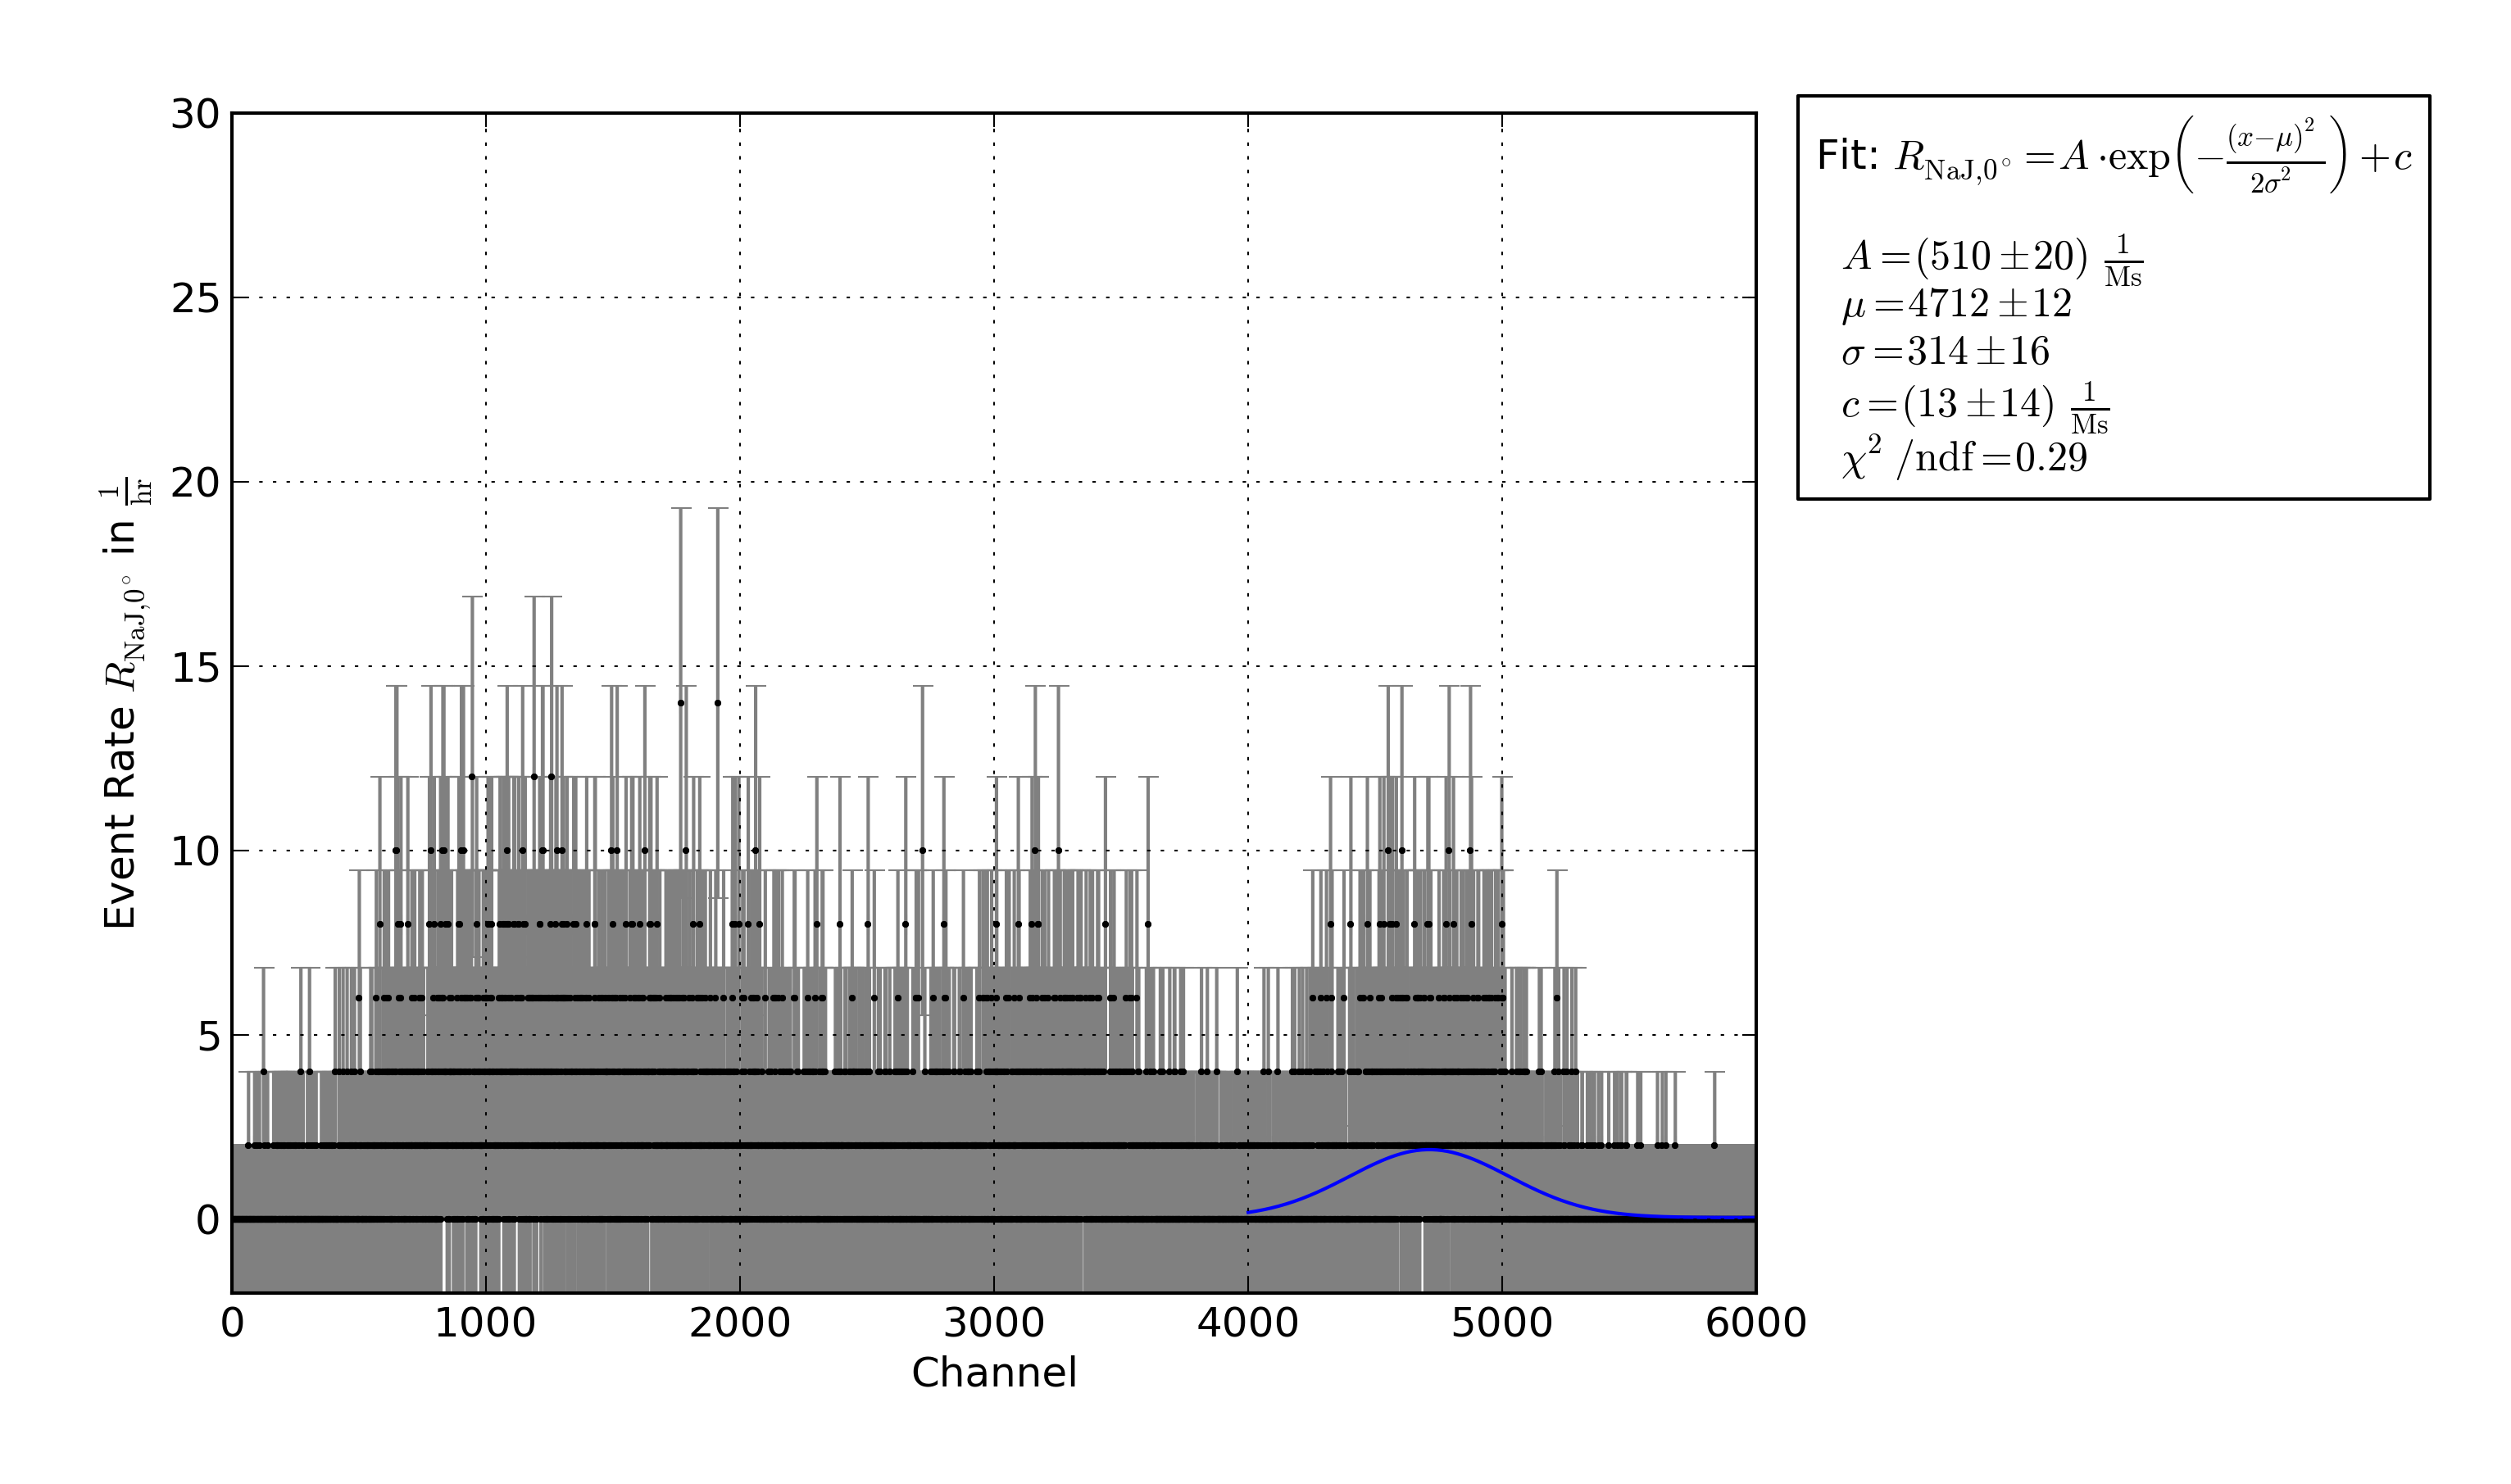 30
25
20
15
10
5
0
0 1000 2000 3000 4000 5000 6000
Channel
Event Rate R_NaJ,0° in 1/hr
Fit: R_NaJ,0° = A·exp(−(x−μ)²/2σ²)+c
A=(510±20) 1/Ms
μ=4712±12
σ=314±16
c=(13±14) 1/Ms
χ² /ndf=0.29